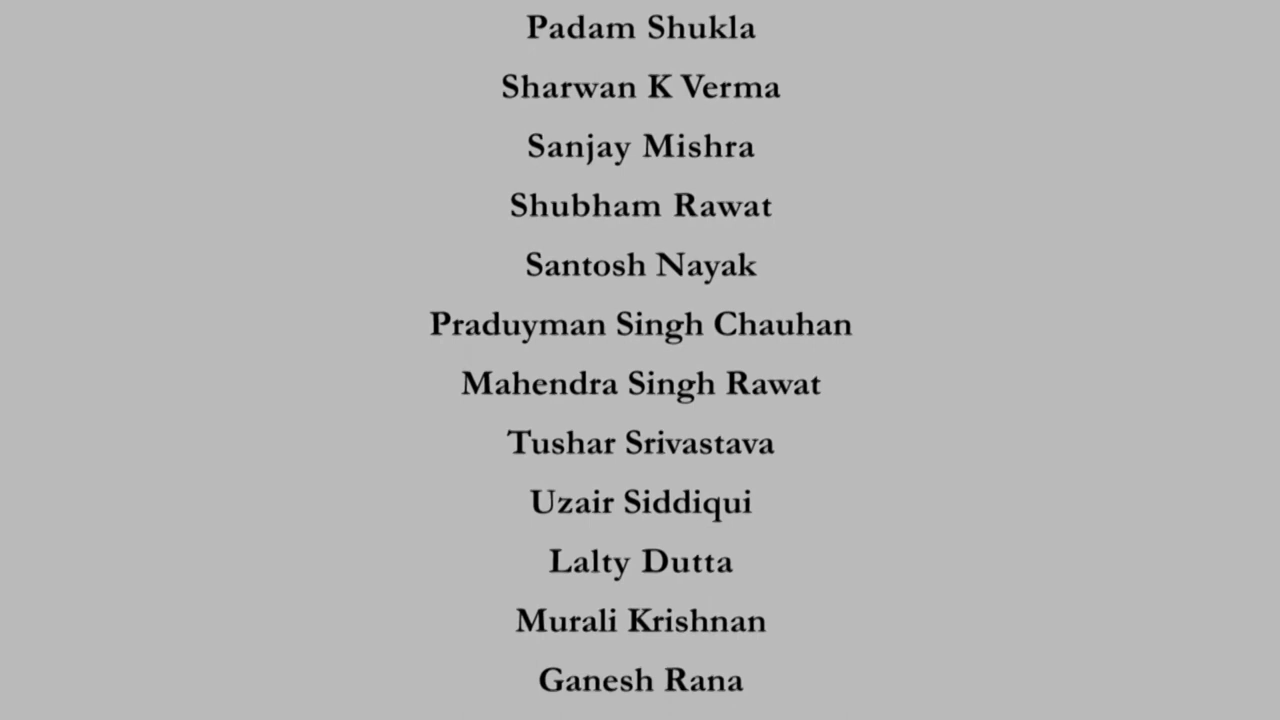 Padam Shukla
Sharwan K Verma
Sanjay Mishra
Shubham Rawat
Santosh Nayak
Praduyman Singh Chauhan
Mahendra Singh Rawat
Tushar Srivastava
Uzair Siddiqui
Lalty Dutta
Murali Krishnan
Ganesh Rana